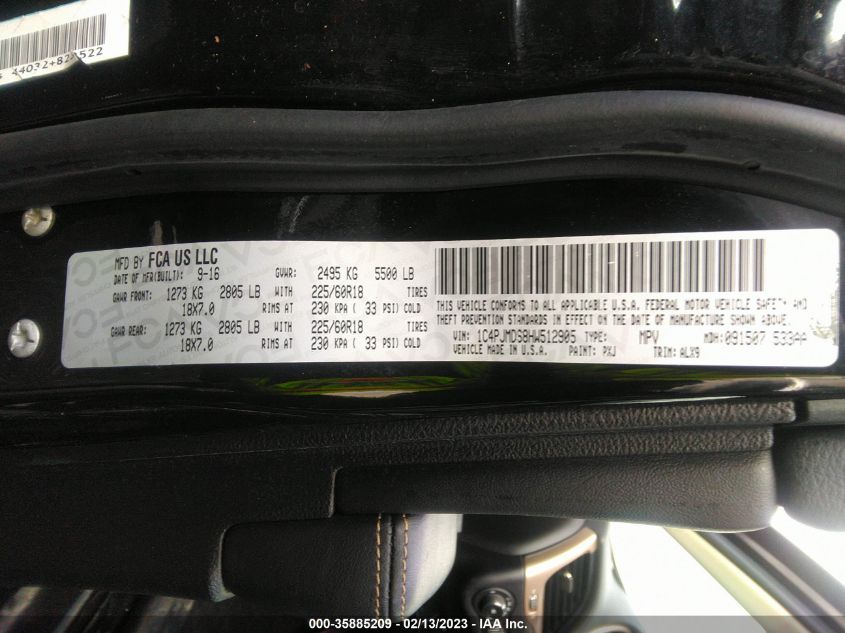 44032+82
522
MFD BY FCA US LLC
DATE OF MFR(BUILT): 9-16 GVWR: 2495 KG 5500 LB
GAWR FRONT: 1273 KG 2805 LB WITH 225/60R18 TIRES
18X7.0 RIMS AT 230 KPA ( 33 PSI) COLD
GAWR REAR: 1273 KG 2805 LB WITH 225/60R18 TIRES
18X7.0 RIMS AT 230 KPA ( 33 PSI) COLD
THIS VEHICLE CONFORMS TO ALL APPLICABLE U.S.A. FEDERAL MOTOR VEHICLE SAFETY AND
THEFT PREVENTION STANDARDS IN EFFECT ON THE DATE OF MANUFACTURE SHOWN ABOVE.
VIN: 1C4PJMDS8HW512905 TYPE: MPV MDH: 091507 533AA
VEHICLE MADE IN U.S.A. PAINT: PXJ TRIM: ALX9
000-35885209 - 02/13/2023 - IAA Inc.